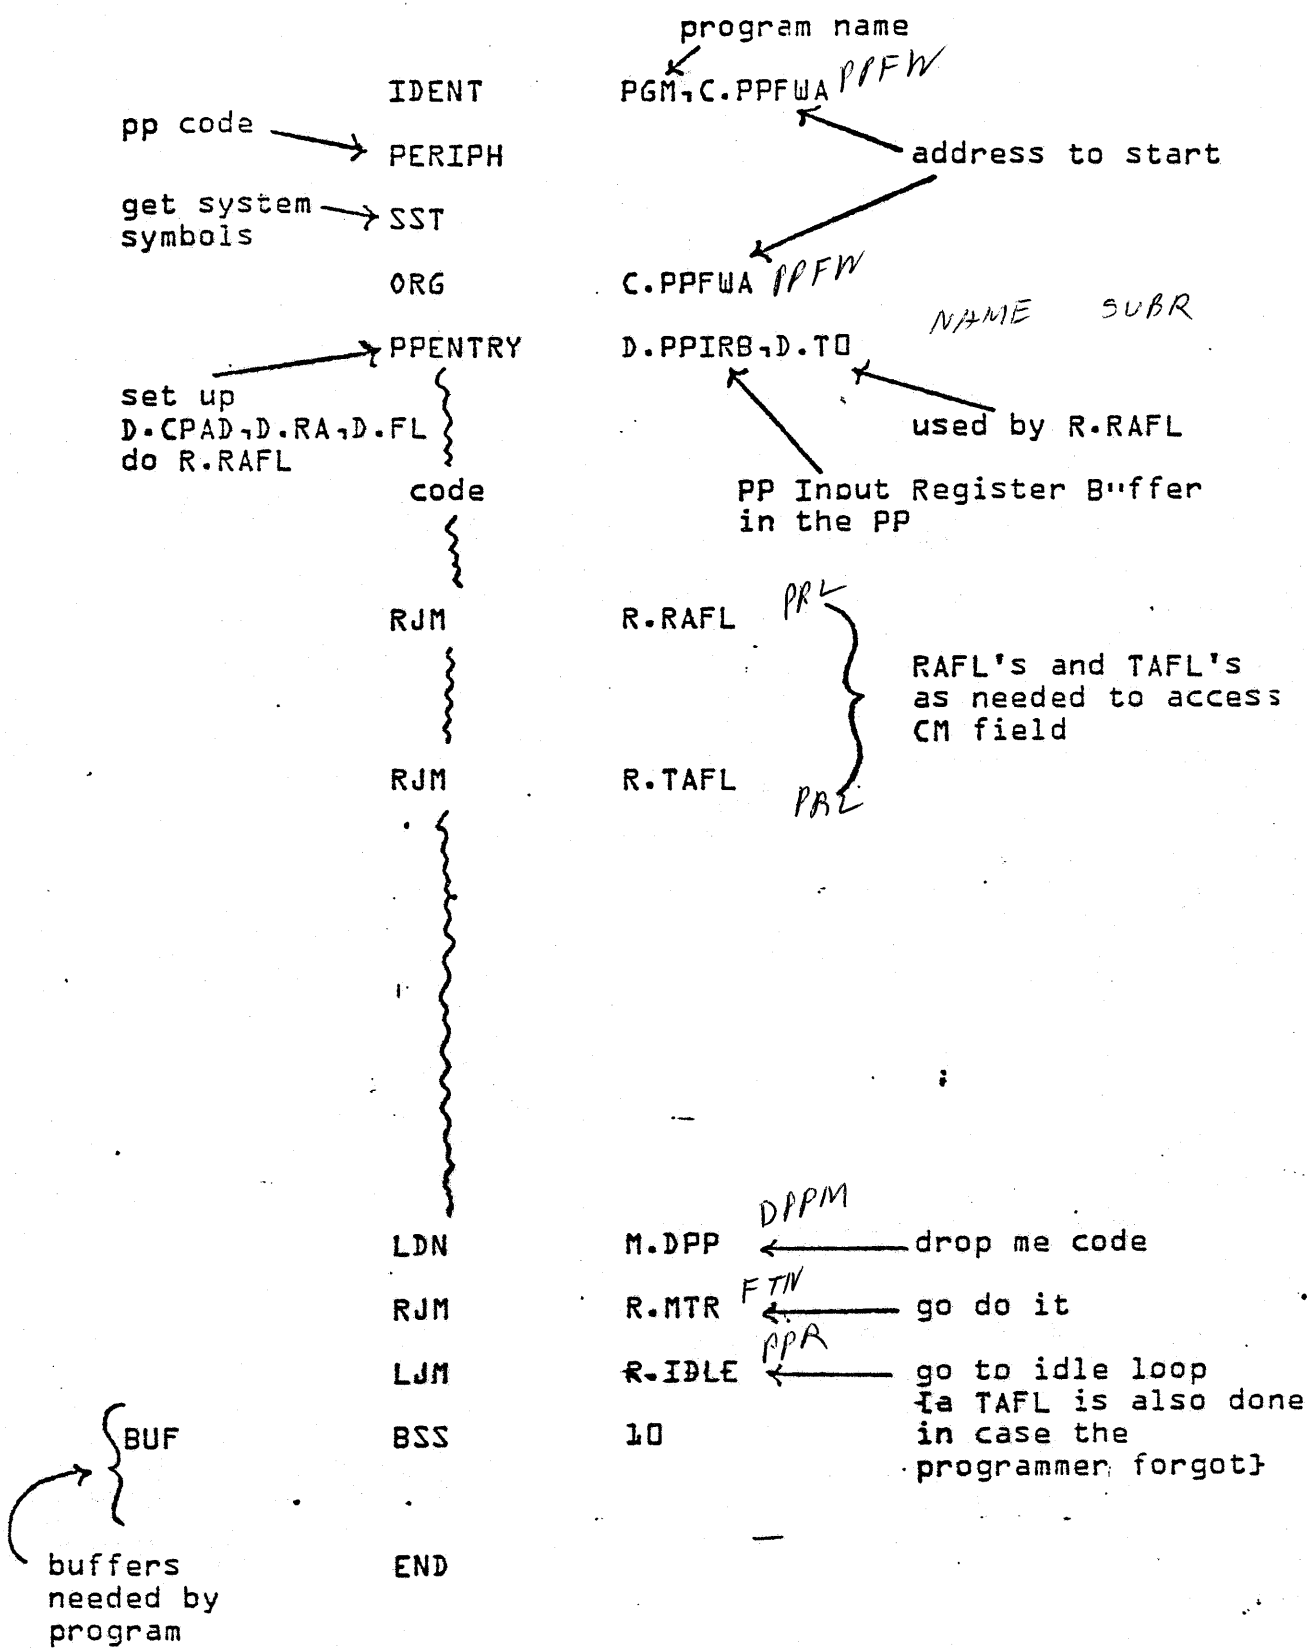 program name
IDENT PGM,C.PPFWA PPFW
pp code
PERIPH
address to start
get system
symbols
SST
ORG C.PPFWA PPFW
NAME SUBR
PPENTRY D.PPIRB,D.TO
set up
D.CPAD,D.RA,D.FL
do R.RAFL
used by R.RAFL
code
PP Inout Register B"ffer
in the PP
RJM R.RAFL PRL
RAFL's and TAFL's
as needed to access
CM field
RJM R.TAFL PRL
LDN M.DPP DPPM
drop me code
RJM R.MTR FTN
go do it
LJM R.IDLE PPR
go to idle loop
{a TAFL is also done
in case the
programmer forgot}
BUF BSS 10
buffers
needed by
program
END